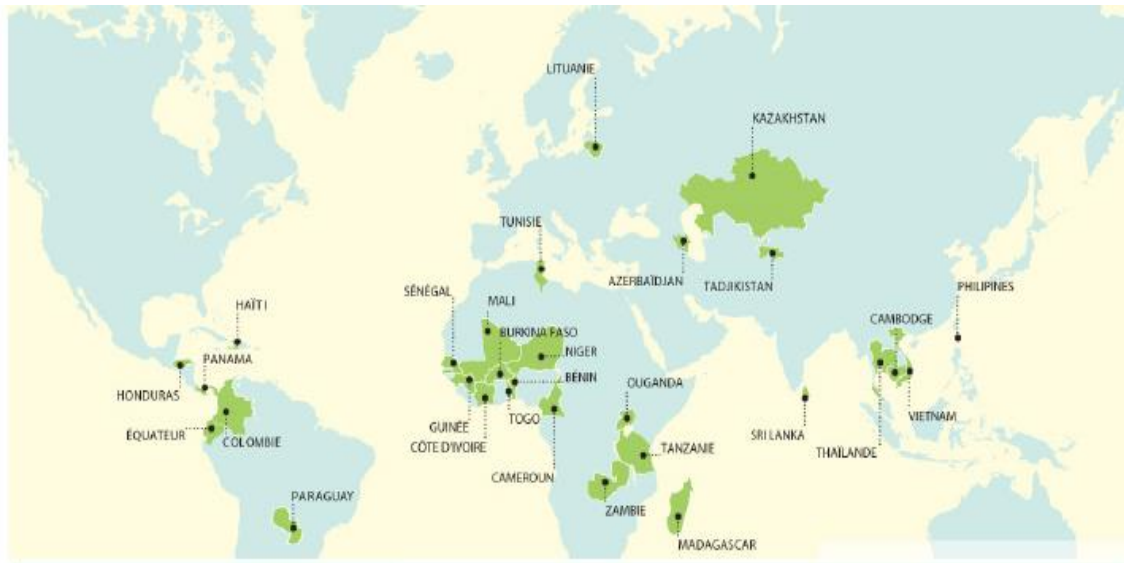 LITUANIE
KAZAKHSTAN
TUNISIE
AZERBAÏDJAN
TADJIKISTAN
PHILIPINES
SÉNÉGAL
MALI
HAÏTI
CAMBODGE
BURKINA FASO
NIGER
PANAMA
BÉNIN
OUGANDA
HONDURAS
TOGO
VIETNAM
GUINÉE
ÉQUATEUR
COLOMBIE
CÔTE D'IVOIRE
SRI LANKA
TANZANIE
THAÏLANDE
CAMEROUN
PARAGUAY
ZAMBIE
MADAGASCAR